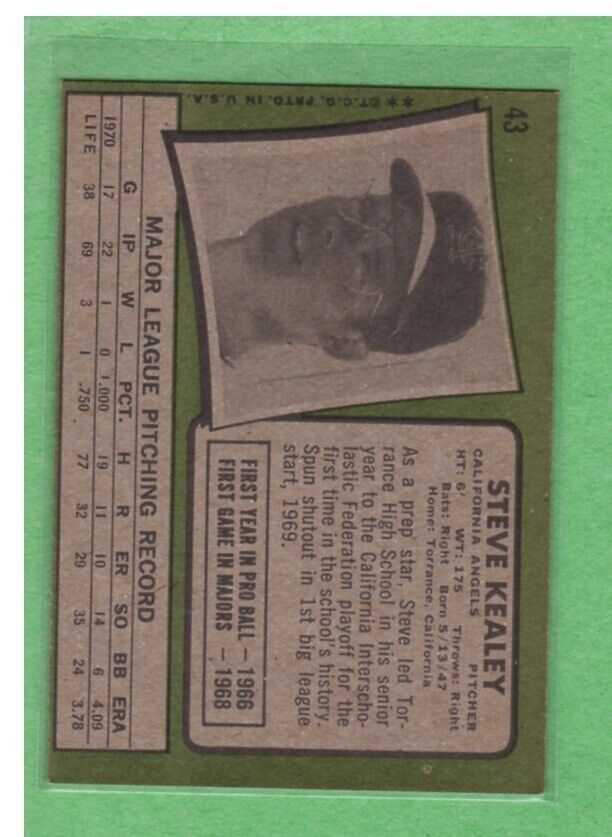 43
**©T.C.G. PRTD. IN U.S.A.
STEVE KEALEY
CALIFORNIA ANGELS PITCHER
HT: 6' WT: 175 Throws: Right
Bats: Right Born 5/13/47
Home: Torrance, California
As a prep star, Steve led Tor-
rance High School in his senior
year to the California Interscho-
lastic Federation playoff for the
first time in the school's history.
Spun shutout in 1st big league
start, 1969.
FIRST YEAR IN PRO BALL — 1966
FIRST GAME IN MAJORS — 1968
MAJOR LEAGUE PITCHING RECORD
G IP W L PCT. H R ER SO BB ERA
1970 17 22 1 0 1.000 19 11 10 14 6 4.09
LIFE 38 69 3 1 .750 77 32 29 35 24 3.78